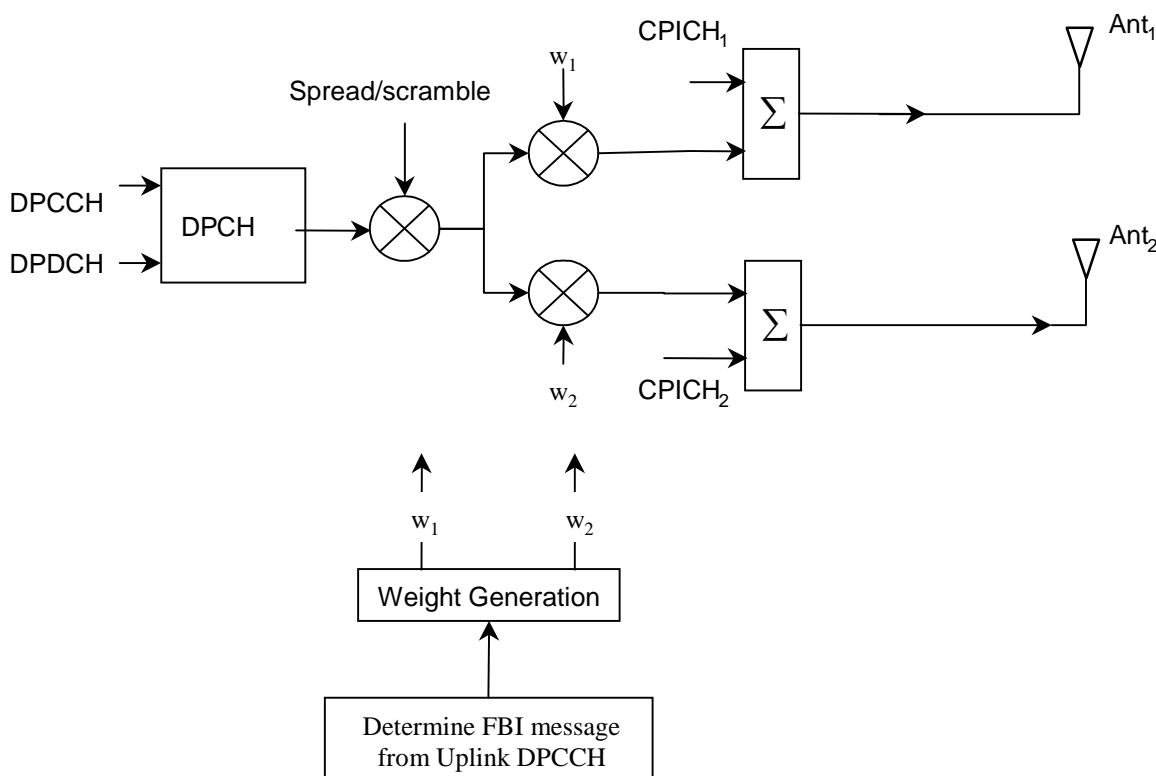 Ant1
CPICH1
w1
Spread/scramble
∑
DPCCH
DPCH
DPDCH
Ant2
∑
w2
CPICH2
w1 w2
Weight Generation
Determine FBI message
from Uplink DPCCH